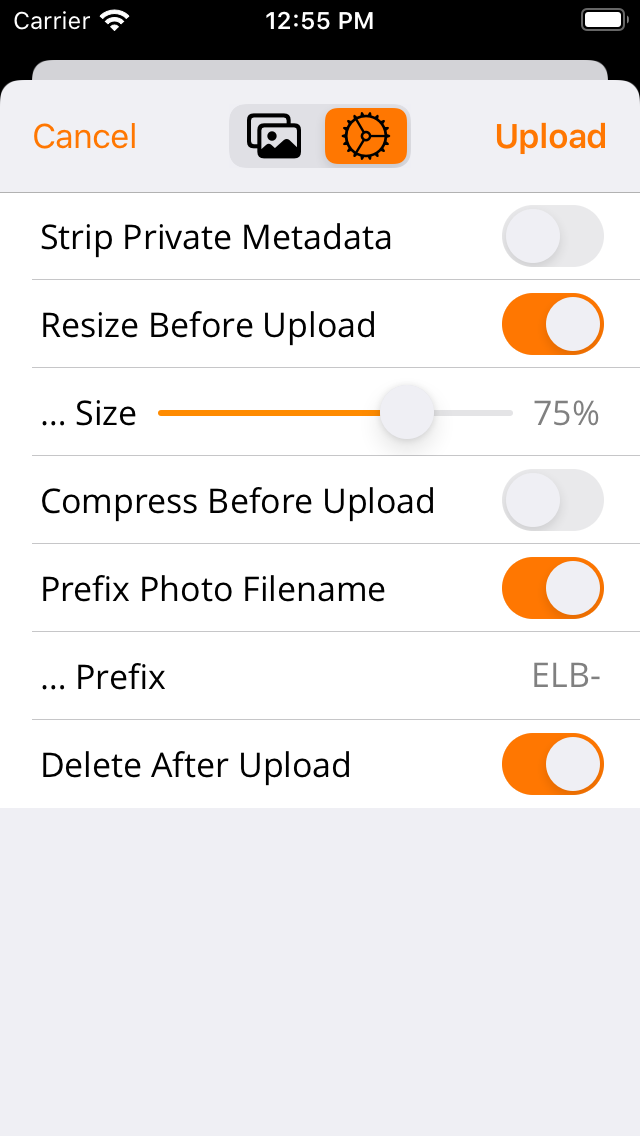 Carrier 12:55 PM
Cancel Upload
Strip Private Metadata
Resize Before Upload
... Size 75%
Compress Before Upload
Prefix Photo Filename
... Prefix ELB-
Delete After Upload